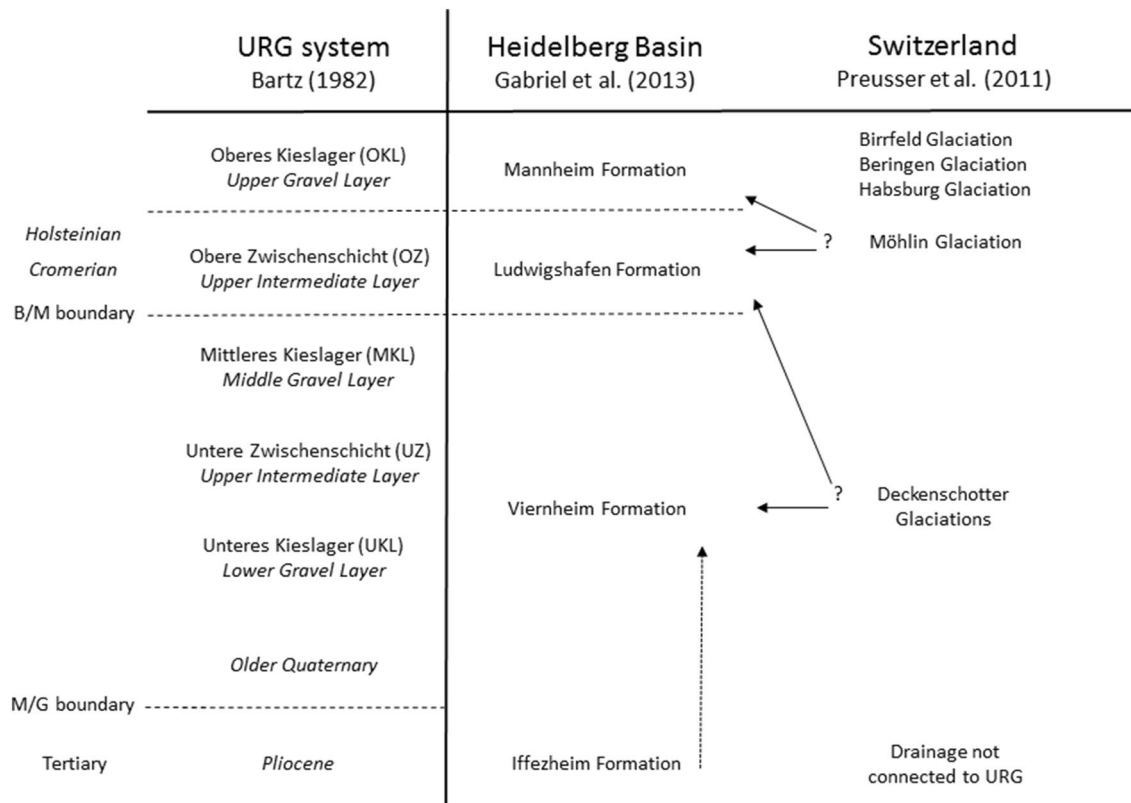 URG system
Bartz (1982)
Heidelberg Basin
Gabriel et al. (2013)
Switzerland
Preusser et al. (2011)
Oberes Kieslager (OKL)
Upper Gravel Layer
Mannheim Formation
Birrfeld Glaciation
Beringen Glaciation
Habsburg Glaciation
Holsteinian
Cromerian
Obere Zwischenschicht (OZ)
Upper Intermediate Layer
Ludwigshafen Formation
?
Möhlin Glaciation
B/M boundary
Mittleres Kieslager (MKL)
Middle Gravel Layer
Untere Zwischenschicht (UZ)
Upper Intermediate Layer
Viernheim Formation
?
Deckenschotter
Glaciations
Unteres Kieslager (UKL)
Lower Gravel Layer
Older Quaternary
M/G boundary
Tertiary
Pliocene
Iffezheim Formation
Drainage not
connected to URG